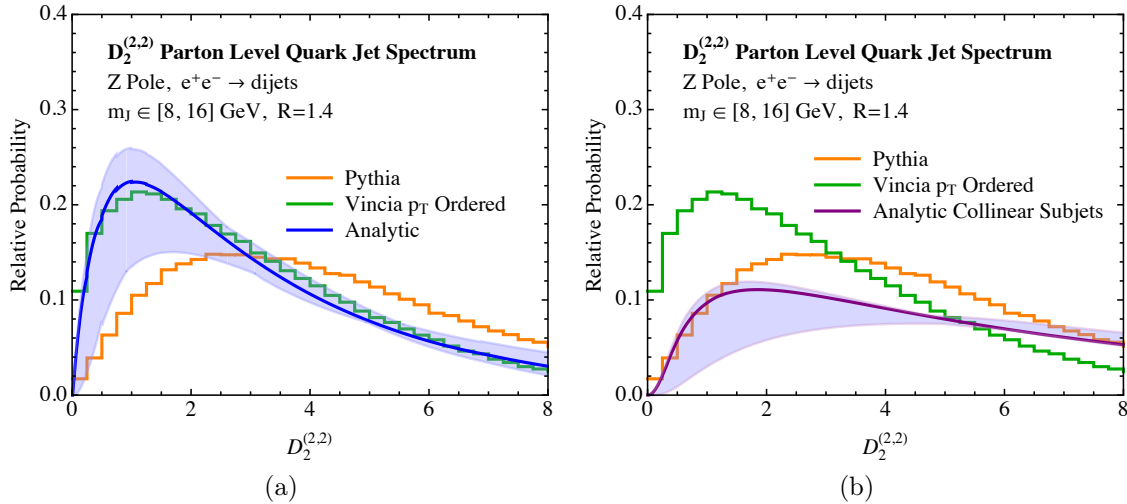 0.4
0.3
0.2
0.1
0.0
Relative Probability
D₂^(2,2) Parton Level Quark Jet Spectrum
Z Pole, e⁺e⁻ → dijets
m_J ∈ [8, 16] GeV, R=1.4
Pythia
Vincia p_T Ordered
Analytic
0 2 4 6 8
D₂^(2,2)
(a)
0.4
0.3
0.2
0.1
0.0
Relative Probability
D₂^(2,2) Parton Level Quark Jet Spectrum
Z Pole, e⁺e⁻ → dijets
m_J ∈ [8, 16] GeV, R=1.4
Pythia
Vincia p_T Ordered
Analytic Collinear Subjets
0 2 4 6 8
D₂^(2,2)
(b)